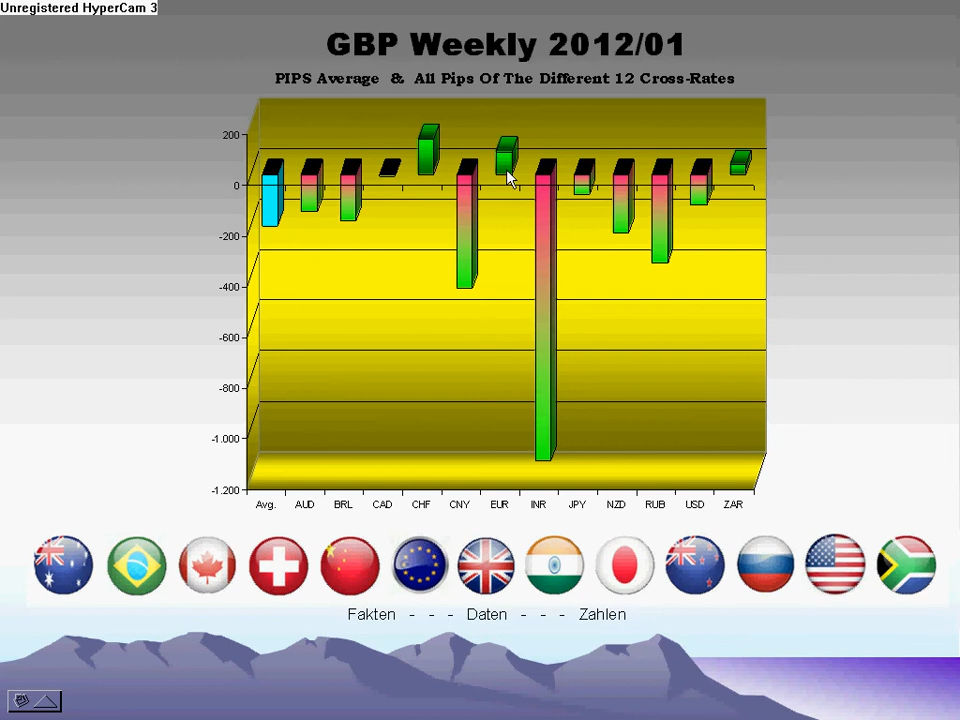 Unregistered HyperCam 3
GBP Weekly 2012/01
PIPS Average & All Pips Of The Different 12 Cross-Rates
200
0
-200
-400
-600
-800
-1.000
-1.200
Avg. AUD BRL CAD CHF CNY EUR INR JPY NZD RUB USD ZAR
Fakten - - - Daten - - - Zahlen